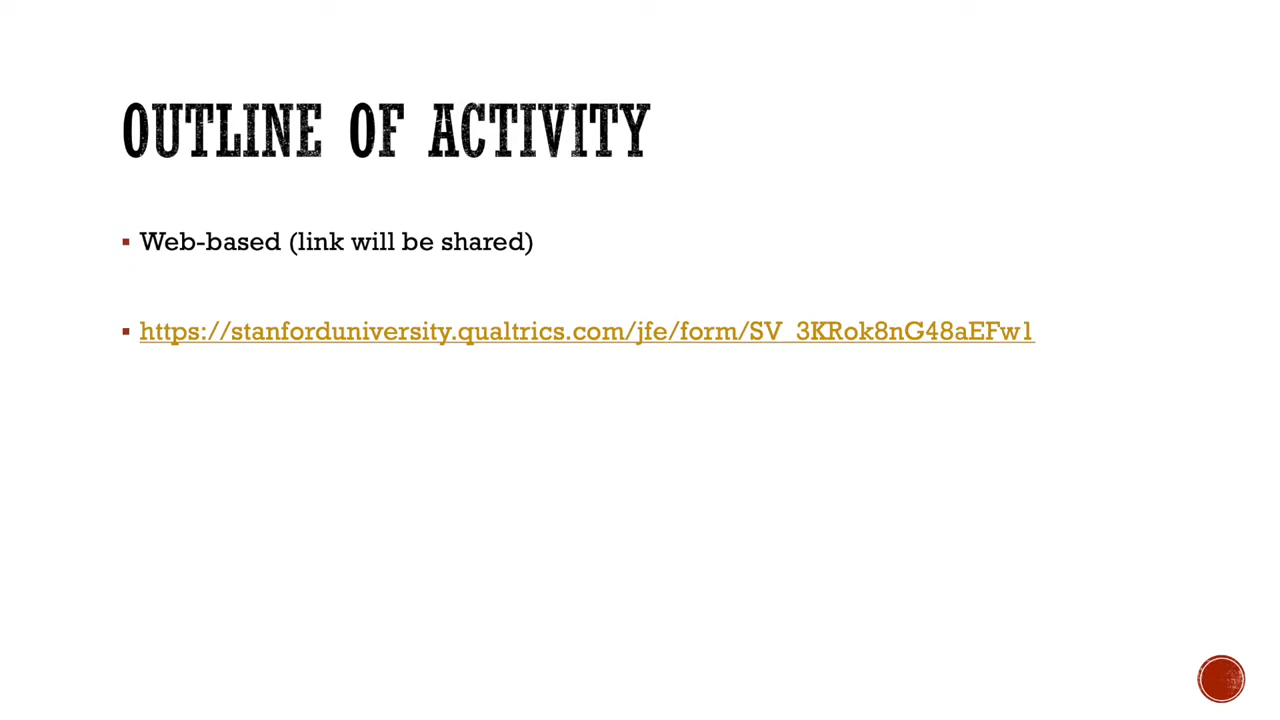 OUTLINE OF ACTIVITY
▪ Web-based (link will be shared)
▪ https://stanforduniversity.qualtrics.com/jfe/form/SV_3KRok8nG48aEFw1